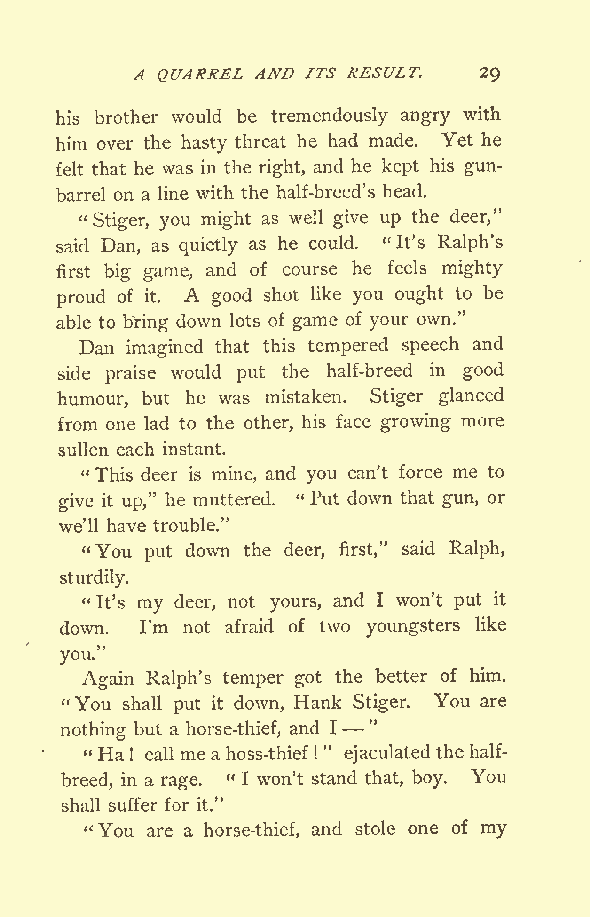 A QUARREL AND ITS RESULT. 29
his brother would be tremendously angry with
him over the hasty threat he had made. Yet he
felt that he was in the right, and he kept his gun-
barrel on a line with the half-breed's head.
"Stiger, you might as well give up the deer,"
said Dan, as quietly as he could. "It's Ralph's
first big game, and of course he feels mighty
proud of it. A good shot like you ought to be
able to bring down lots of game of your own."
Dan imagined that this tempered speech and
side praise would put the half-breed in good
humour, but he was mistaken. Stiger glanced
from one lad to the other, his face growing more
sullen each instant.
"This deer is mine, and you can't force me to
give it up," he muttered. "Put down that gun, or
we'll have trouble."
"You put down the deer, first," said Ralph,
sturdily.
"It's my deer, not yours, and I won't put it
down. I'm not afraid of two youngsters like
you."
Again Ralph's temper got the better of him.
"You shall put it down, Hank Stiger. You are
nothing but a horse-thief, and I — "
"Ha! call me a hoss-thief!" ejaculated the half-
breed, in a rage. "I won't stand that, boy. You
shall suffer for it."
"You are a horse-thief, and stole one of my